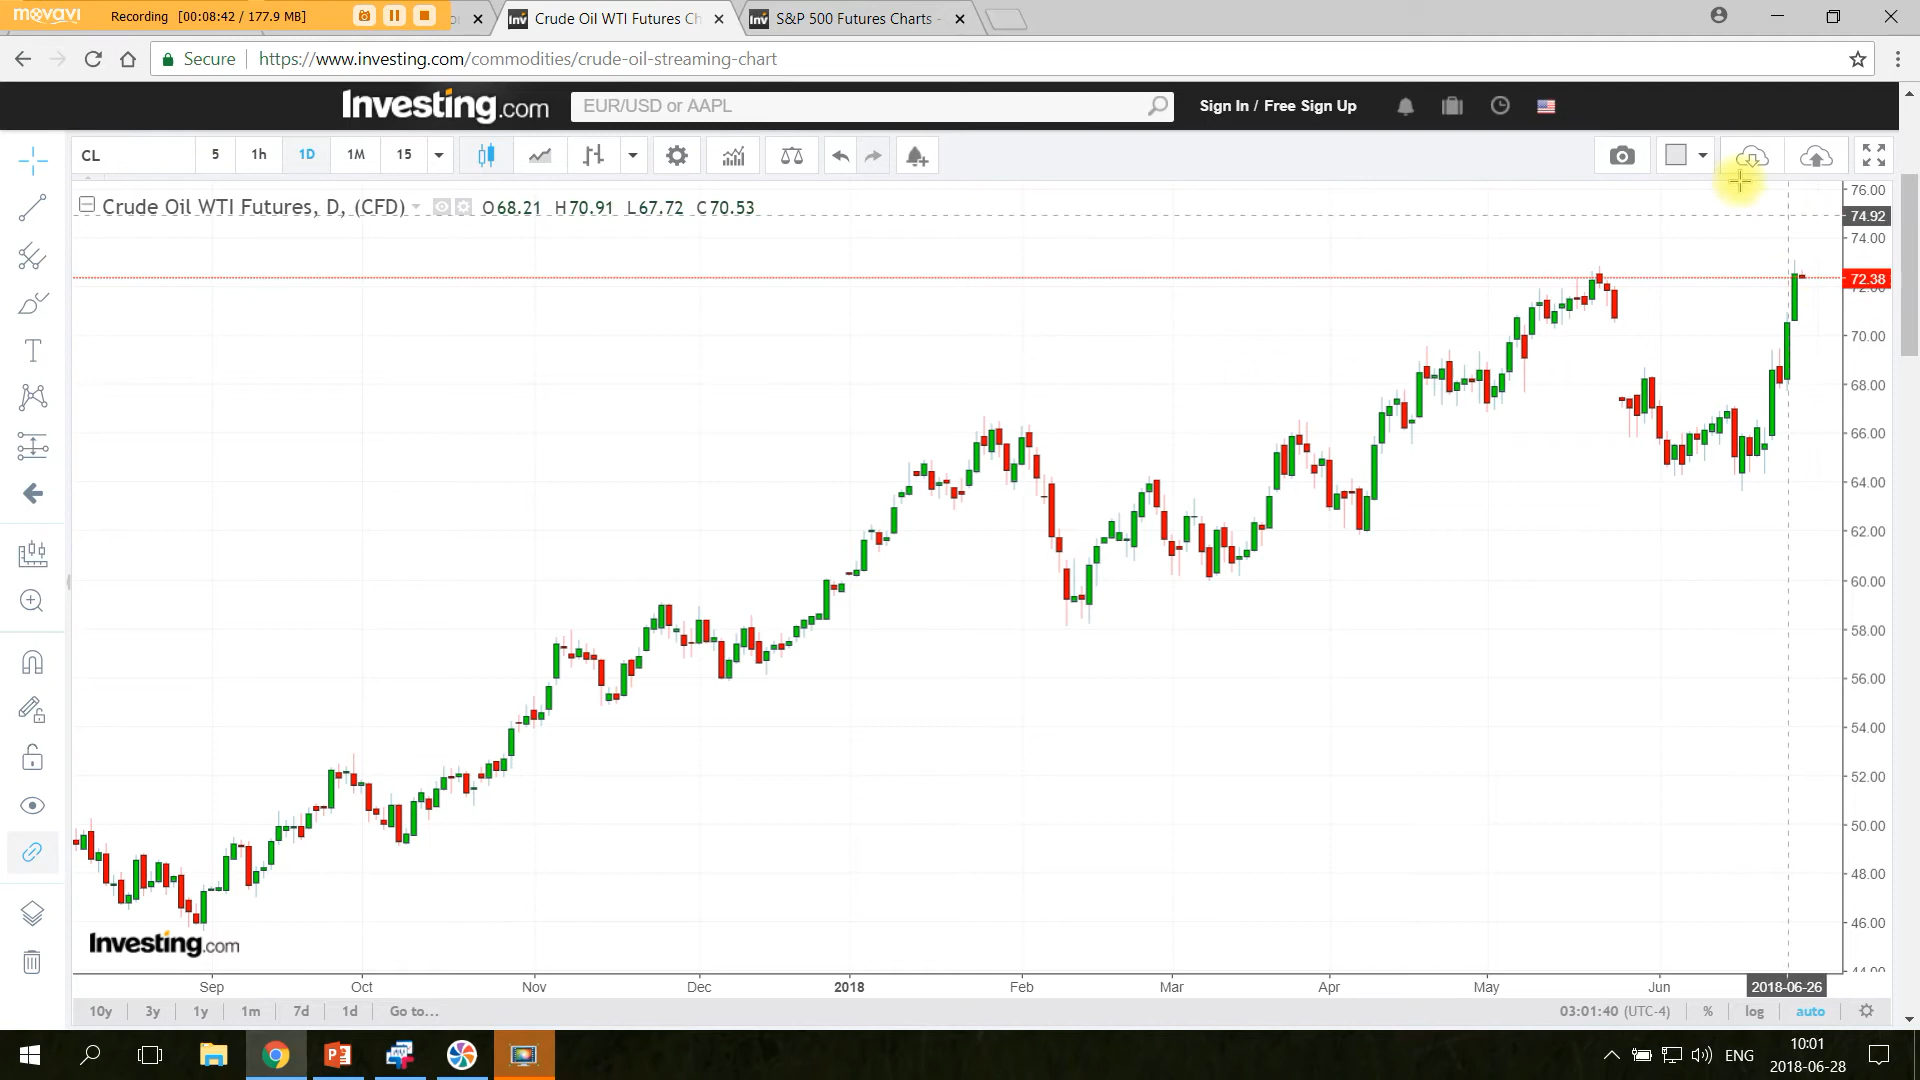 movavi Recording [00:08:42 / 177.9 MB]
Crude Oil WTI Futures Ch
S&P 500 Futures Charts -
Secure https://www.investing.com/commodities/crude-oil-streaming-chart
Investing.com EUR/USD or AAPL Sign In / Free Sign Up
CL 5 1h 1D 1M 15
Crude Oil WTI Futures, D, (CFD) O68.21 H70.91 L67.72 C70.53
76.00
74.92
74.00
72.38
72.00
70.00
68.00
66.00
64.00
62.00
60.00
58.00
56.00
54.00
52.00
50.00
48.00
46.00
44.00
Investing.com
Sep Oct Nov Dec 2018 Feb Mar Apr May Jun 2018-06-26
10y 3y 1y 1m 7d 1d Go to... 03:01:40 (UTC-4) % log auto
ENG
10:01
2018-06-28